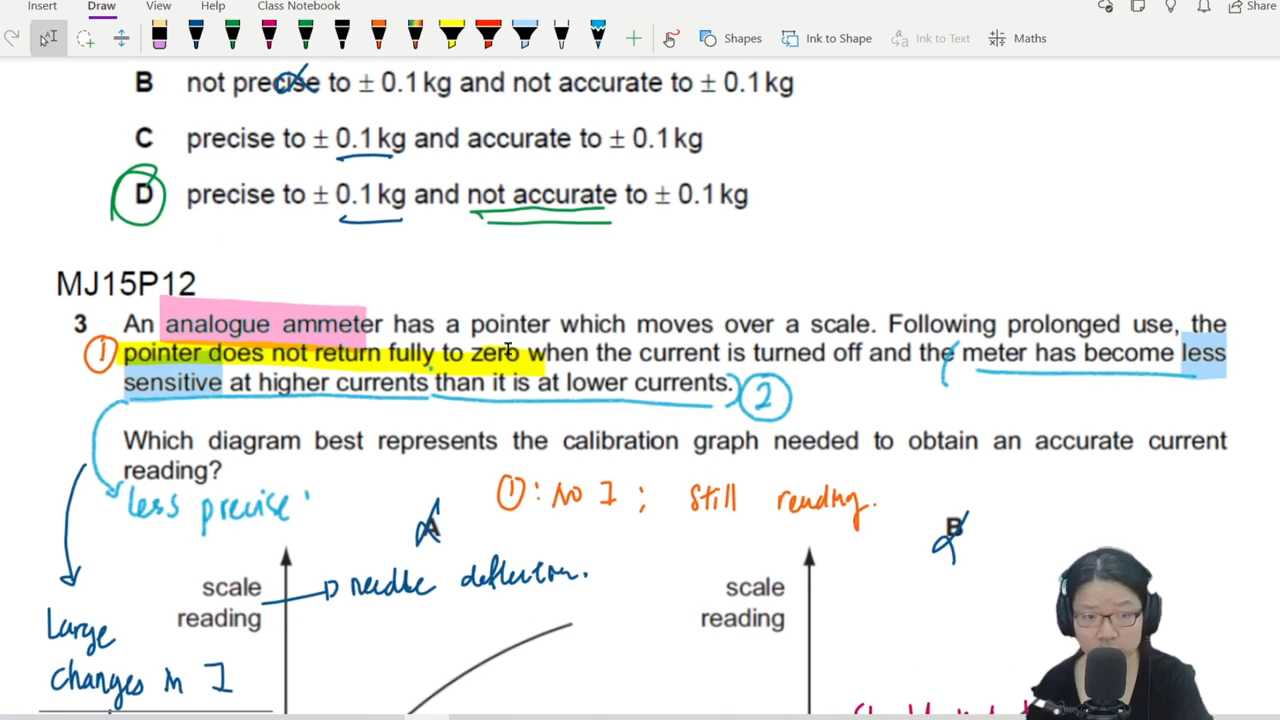 Insert Draw View Help Class Notebook
Share
Shapes Ink to Shape Ink to Text Maths
B not precise to ± 0.1 kg and not accurate to ± 0.1 kg
C precise to ± 0.1 kg and accurate to ± 0.1 kg
D precise to ± 0.1 kg and not accurate to ± 0.1 kg
MJ15P12
3 An analogue ammeter has a pointer which moves over a scale. Following prolonged use, the
① pointer does not return fully to zero when the current is turned off and the meter has become less
sensitive at higher currents than it is at lower currents. ②
Which diagram best represents the calibration graph needed to obtain an accurate current
reading?
less precise
①: No I ; Still reading.
A B
scale
reading
needle deflection.
scale
reading
Large
changes in I